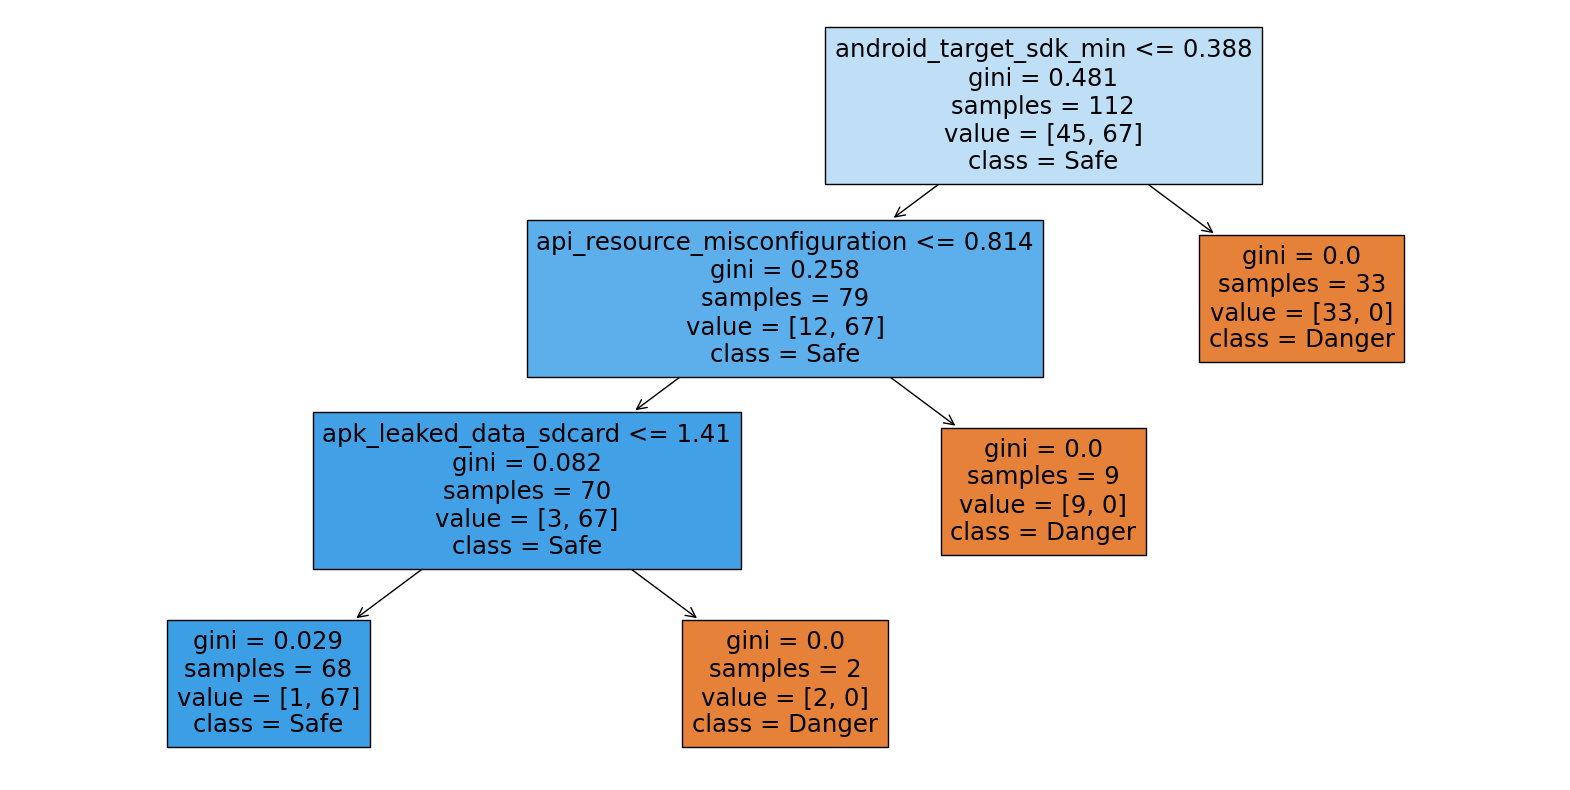 android_target_sdk_min <= 0.388
gini = 0.481
samples = 112
value = [45, 67]
class = Safe
api_resource_misconfiguration <= 0.814
gini = 0.258
samples = 79
value = [12, 67]
class = Safe
gini = 0.0
samples = 33
value = [33, 0]
class = Danger
apk_leaked_data_sdcard <= 1.41
gini = 0.082
samples = 70
value = [3, 67]
class = Safe
gini = 0.0
samples = 9
value = [9, 0]
class = Danger
gini = 0.029
samples = 68
value = [1, 67]
class = Safe
gini = 0.0
samples = 2
value = [2, 0]
class = Danger